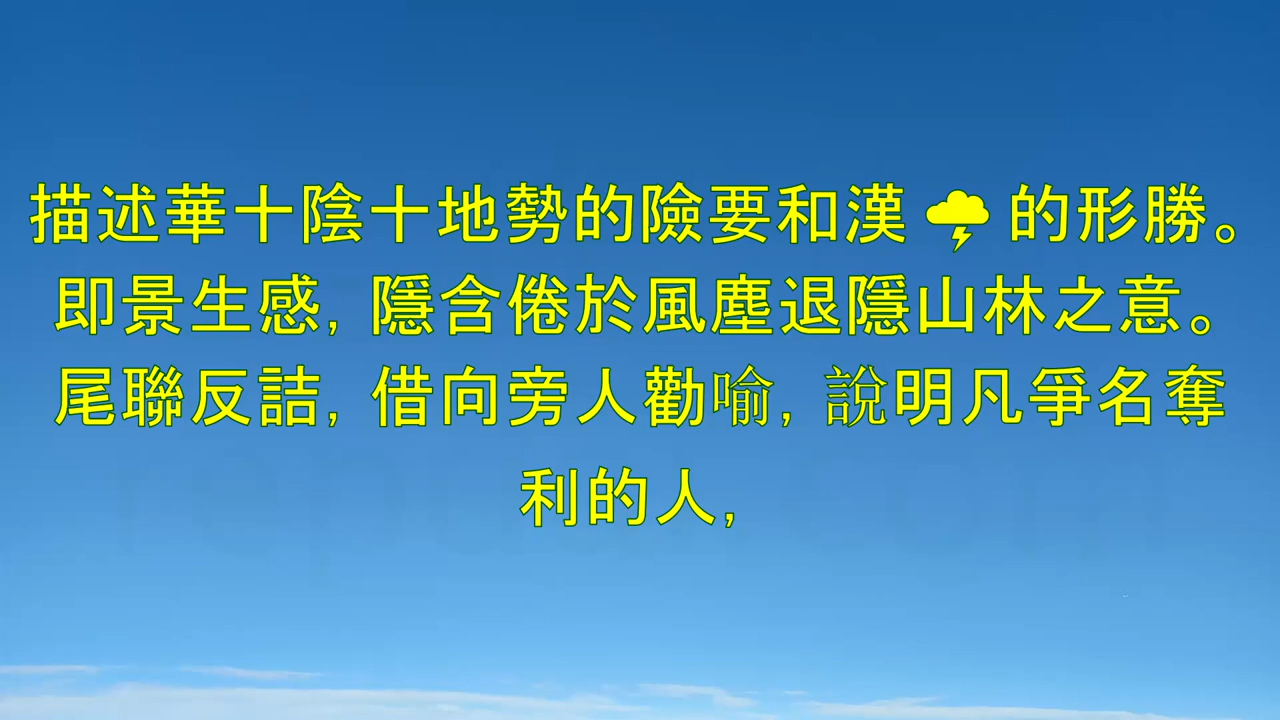 描述華十陰十地勢的險要和漢🌩的形勝。
即景生感，隱含倦於風塵退隱山林之意。
尾聯反詰，借向旁人勸喻，說明凡爭名奪
利的人，